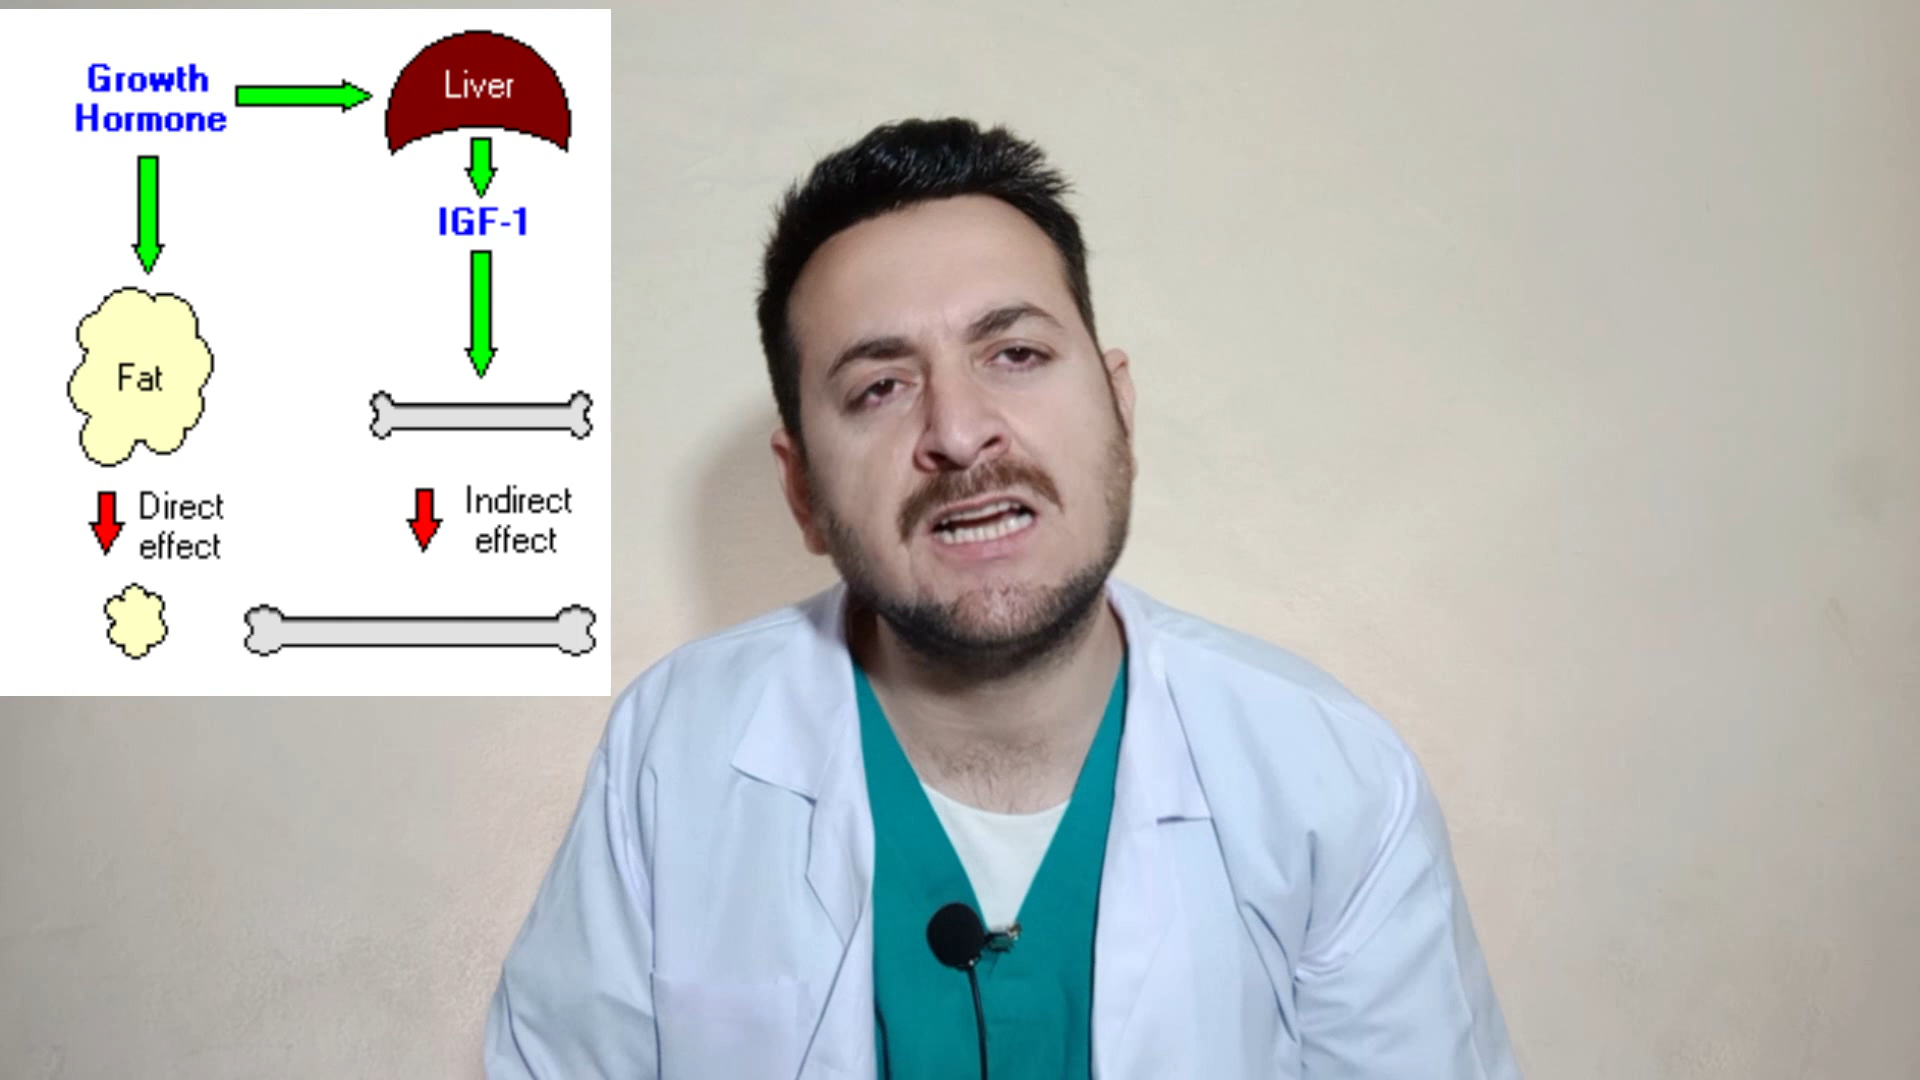 Growth
Hormone
Liver
IGF-1
Fat
Direct
effect
Indirect
effect